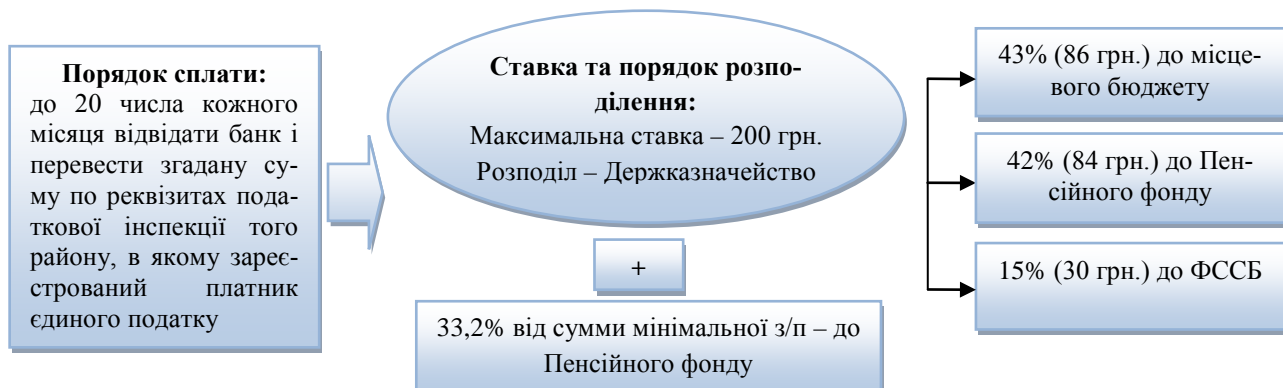 Порядок сплати:
до 20 числа кожного
місяця відвідати банк і
перевести згадану су-
му по реквізитах пода-
ткової інспекції того
району, в якому зареє-
стрований платник
єдиного податку
Ставка та порядок розпо-
ділення:
Максимальна ставка – 200 грн.
Розподіл – Держказначейство
+
33,2% від сумми мінімальної з/п – до
Пенсійного фонду
43% (86 грн.) до місце-
вого бюджету
42% (84 грн.) до Пен-
сійного фонду
15% (30 грн.) до ФССБ